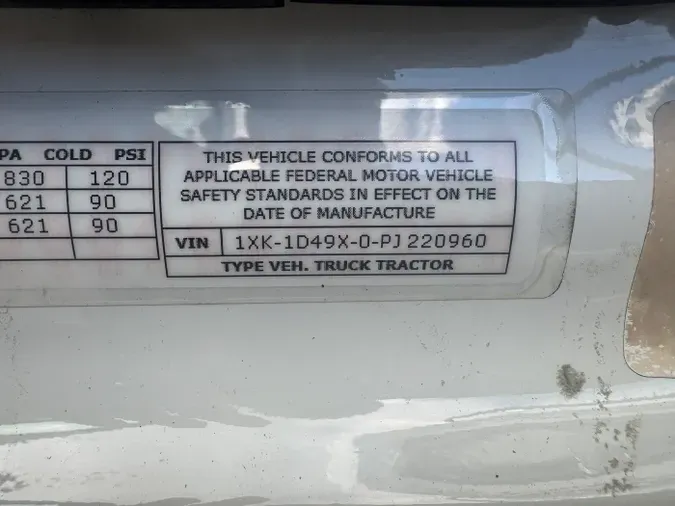 PA COLD PSI
830 120
621 90
621 90
THIS VEHICLE CONFORMS TO ALL
APPLICABLE FEDERAL MOTOR VEHICLE
SAFETY STANDARDS IN EFFECT ON THE
DATE OF MANUFACTURE
VIN 1XK-1D49X-0-PJ 220960
TYPE VEH. TRUCK TRACTOR